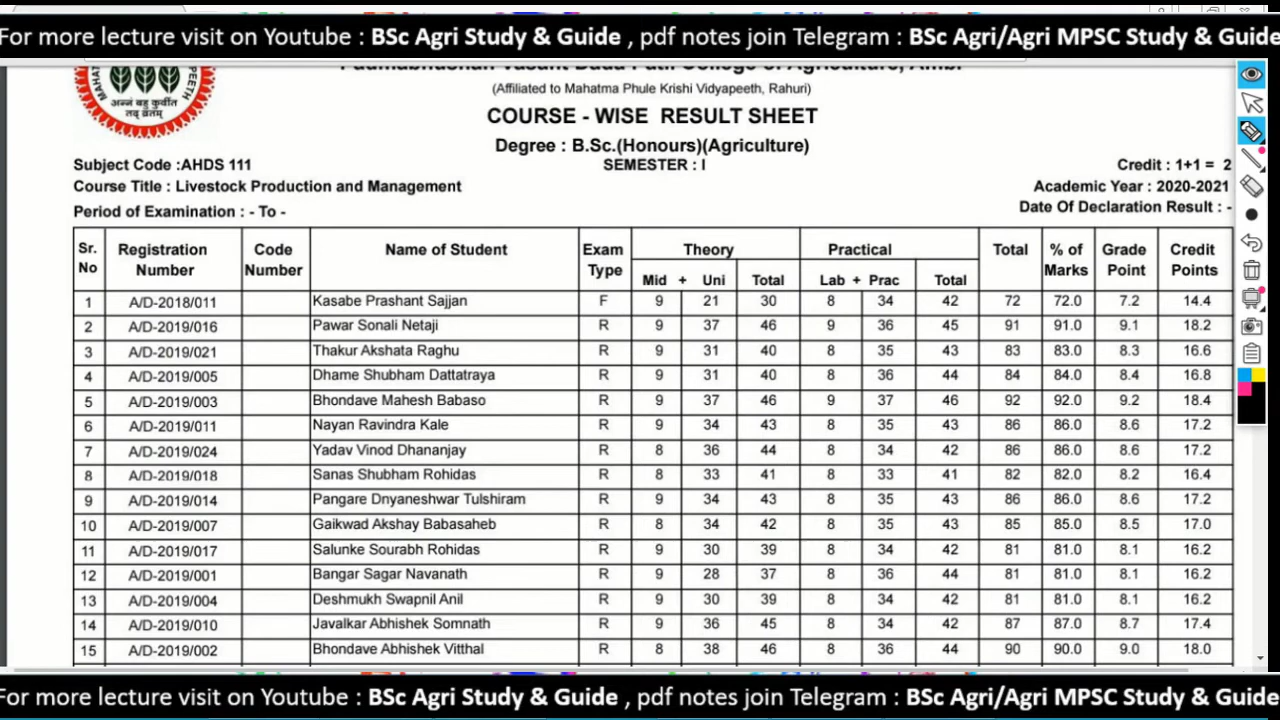 For more lecture visit on Youtube : BSc Agri Study & Guide , pdf notes join Telegram : BSc Agri/Agri MPSC Study & Guide
Padmabhushan Vasant Dada Patil College of Agriculture, Ambi
(Affiliated to Mahatma Phule Krishi Vidyapeeth, Rahuri)
अन्नं बहु कुर्वीत
तद् व्रतम्
COURSE - WISE RESULT SHEET
Degree : B.Sc.(Honours)(Agriculture)
Subject Code :AHDS 111 SEMESTER : I Credit : 1+1 = 2
Course Title : Livestock Production and Management Academic Year : 2020-2021
Period of Examination : - To - Date Of Declaration Result : -
Sr. No Registration Number Code Number Name of Student Exam Type Theory Practical Total % of Marks Grade Point Credit Points
Mid + Uni Total Lab + Prac Total
1 A/D-2018/011 Kasabe Prashant Sajjan F 9 21 30 8 34 42 72 72.0 7.2 14.4
2 A/D-2019/016 Pawar Sonali Netaji R 9 37 46 9 36 45 91 91.0 9.1 18.2
3 A/D-2019/021 Thakur Akshata Raghu R 9 31 40 8 35 43 83 83.0 8.3 16.6
4 A/D-2019/005 Dhame Shubham Dattatraya R 9 31 40 8 36 44 84 84.0 8.4 16.8
5 A/D-2019/003 Bhondave Mahesh Babaso R 9 37 46 9 37 46 92 92.0 9.2 18.4
6 A/D-2019/011 Nayan Ravindra Kale R 9 34 43 8 35 43 86 86.0 8.6 17.2
7 A/D-2019/024 Yadav Vinod Dhananjay R 8 36 44 8 34 42 86 86.0 8.6 17.2
8 A/D-2019/018 Sanas Shubham Rohidas R 8 33 41 8 33 41 82 82.0 8.2 16.4
9 A/D-2019/014 Pangare Dnyaneshwar Tulshiram R 9 34 43 8 35 43 86 86.0 8.6 17.2
10 A/D-2019/007 Gaikwad Akshay Babasaheb R 8 34 42 8 35 43 85 85.0 8.5 17.0
11 A/D-2019/017 Salunke Sourabh Rohidas R 9 30 39 8 34 42 81 81.0 8.1 16.2
12 A/D-2019/001 Bangar Sagar Navanath R 9 28 37 8 36 44 81 81.0 8.1 16.2
13 A/D-2019/004 Deshmukh Swapnil Anil R 9 30 39 8 34 42 81 81.0 8.1 16.2
14 A/D-2019/010 Javalkar Abhishek Somnath R 9 36 45 8 34 42 87 87.0 8.7 17.4
15 A/D-2019/002 Bhondave Abhishek Vitthal R 8 38 46 8 36 44 90 90.0 9.0 18.0
For more lecture visit on Youtube : BSc Agri Study & Guide , pdf notes join Telegram : BSc Agri/Agri MPSC Study & Guide